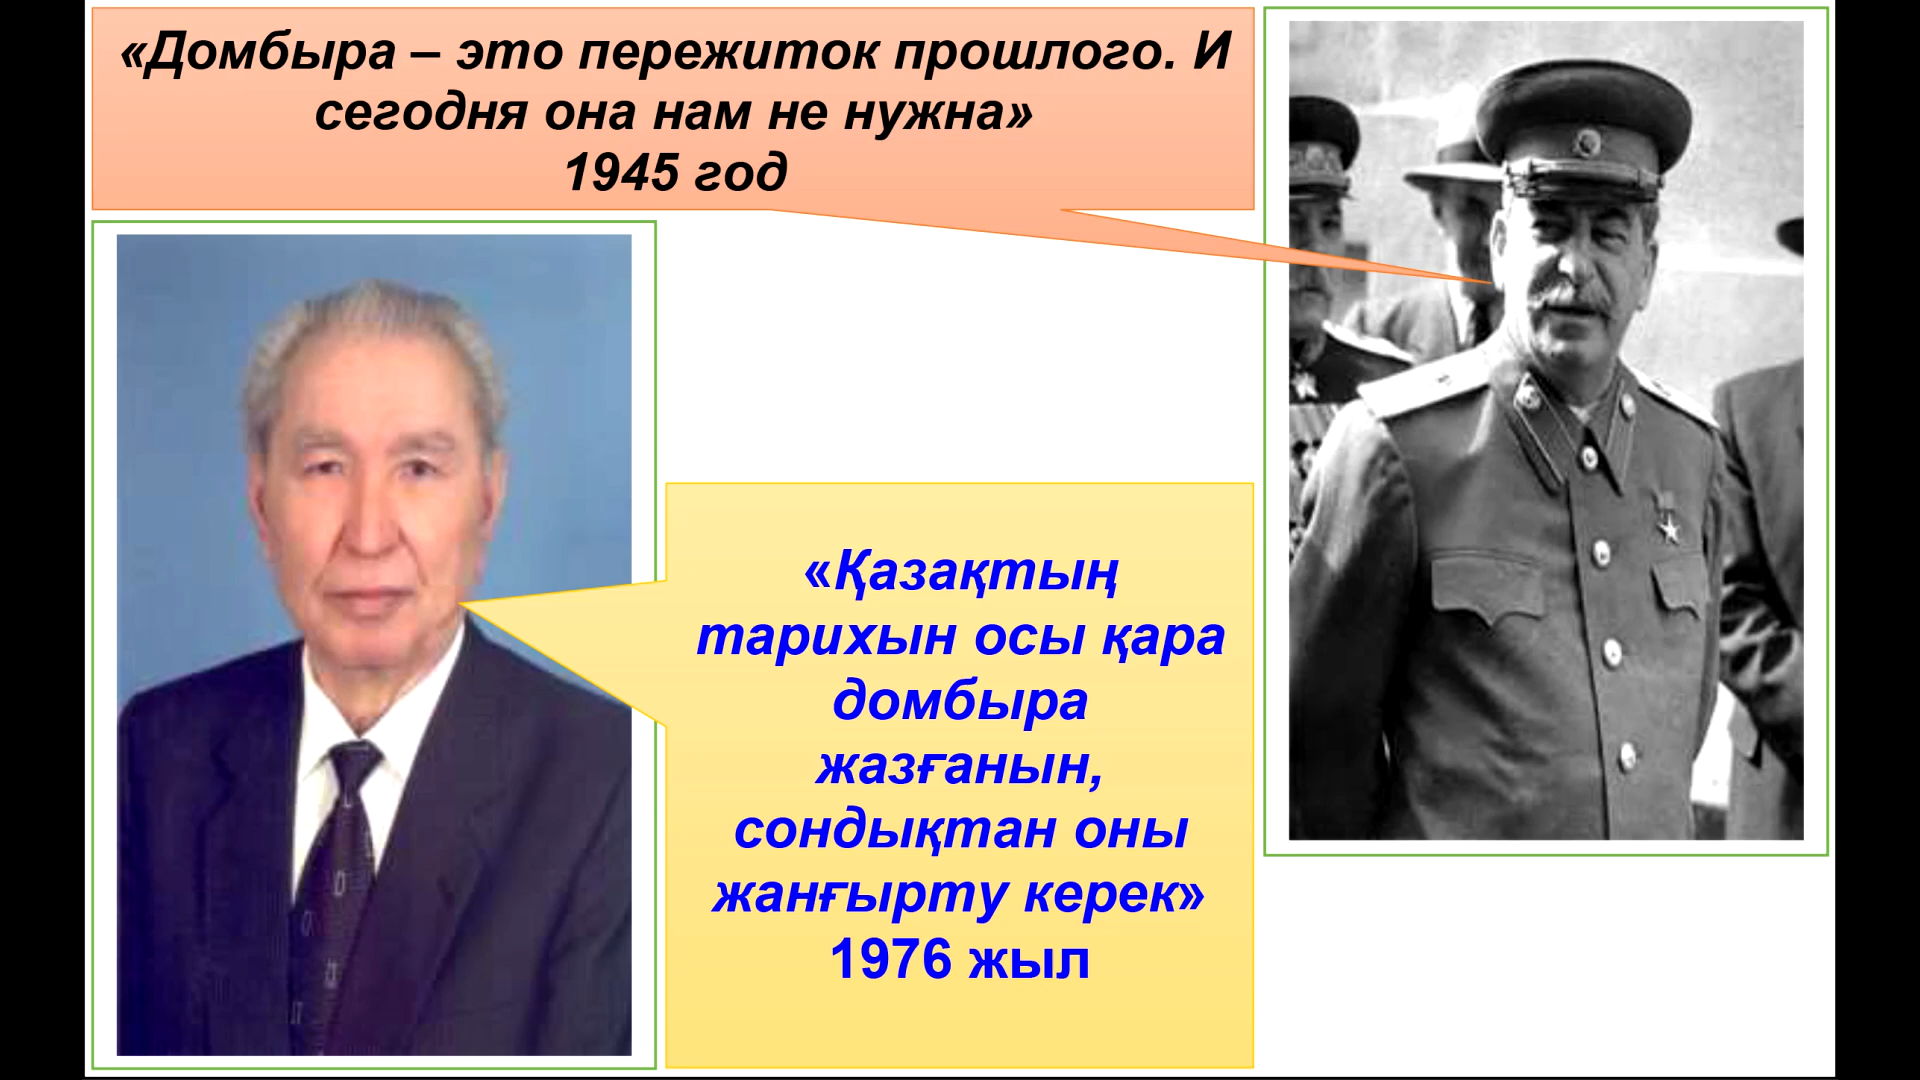 «Домбыра – это пережиток прошлого. И
сегодня она нам не нужна»
1945 год
«Қазақтың
тарихын осы қара
домбыра
жазғанын,
сондықтан оны
жанғырту керек»
1976 жыл